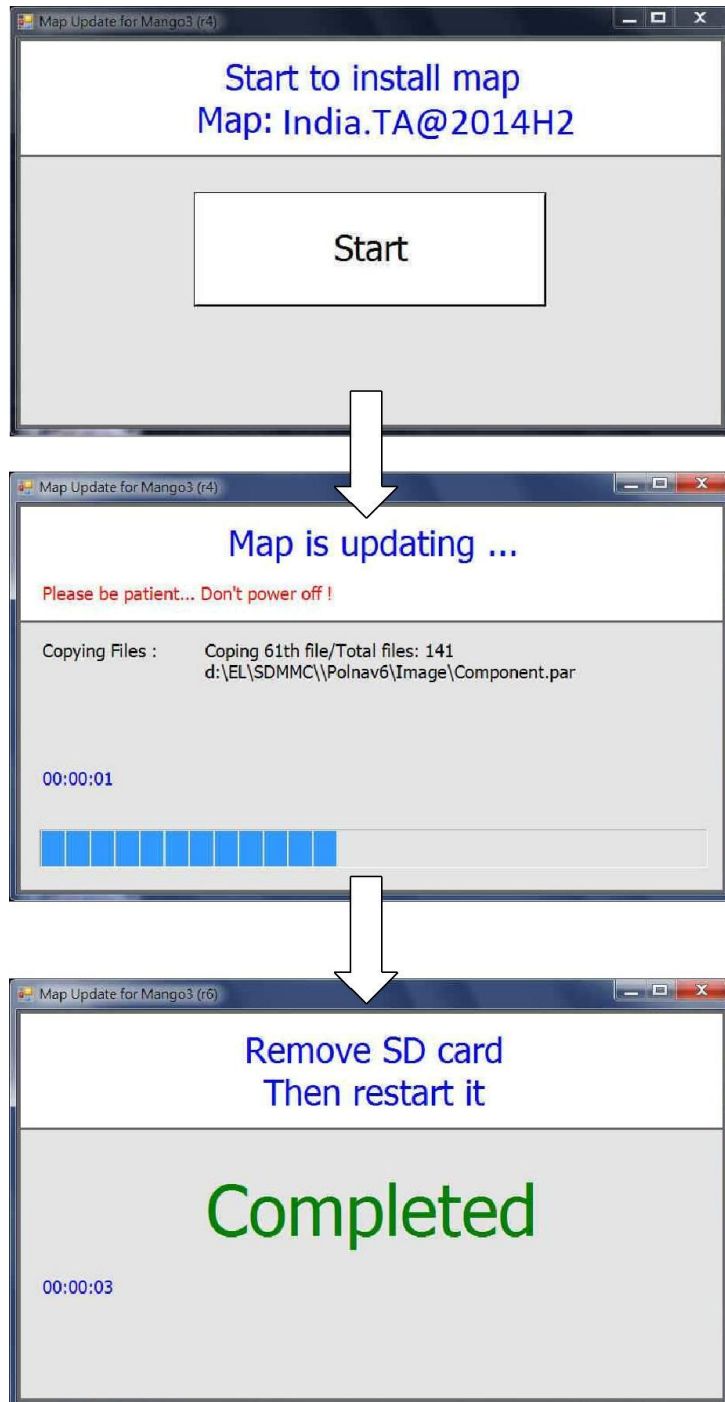 Map Update for Mango3 (r4)
Start to install map
Map: India.TA@2014H2
Start
Map Update for Mango3 (r4)
Map is updating ...
Please be patient... Don't power off !
Copying Files : Coping 61th file/Total files: 141
d:\EL\SDMMC\\Polnav6\Image\Component.par
00:00:01
Map Update for Mango3 (r6)
Remove SD card
Then restart it
Completed
00:00:03